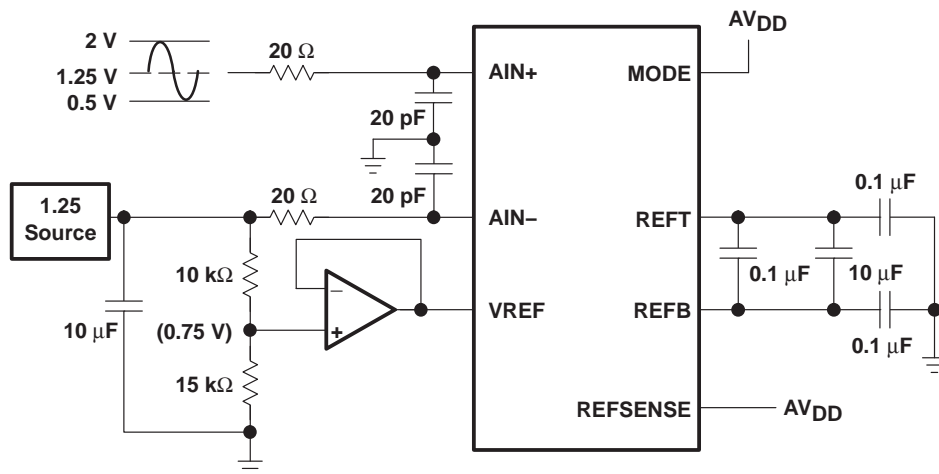 AVDD
2 V
1.25 V
0.5 V
20 Ω
AIN+
MODE
20 pF
20 pF
1.25
Source
20 Ω
AIN−
REFT
0.1 μF
10 kΩ
0.1 μF
10 μF
−
+
VREF
REFB
10 μF
(0.75 V)
0.1 μF
15 kΩ
REFSENSE
AVDD